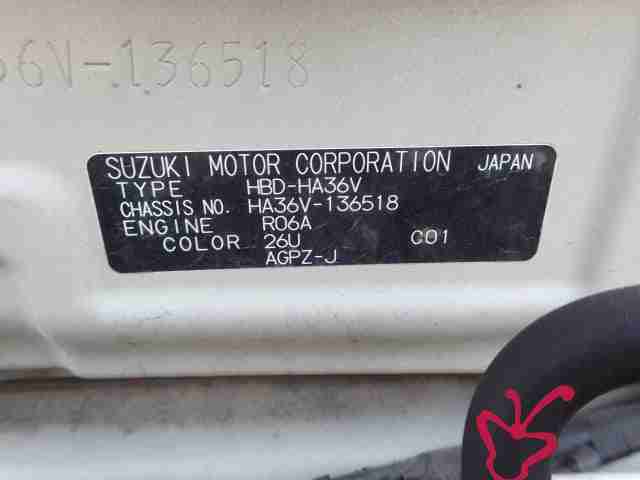 6V-136518
SUZUKI MOTOR CORPORATION JAPAN
TYPE HBD-HA36V
CHASSIS NO. HA36V-136518
ENGINE R06A
COLOR 26U C01
AGPZ-J